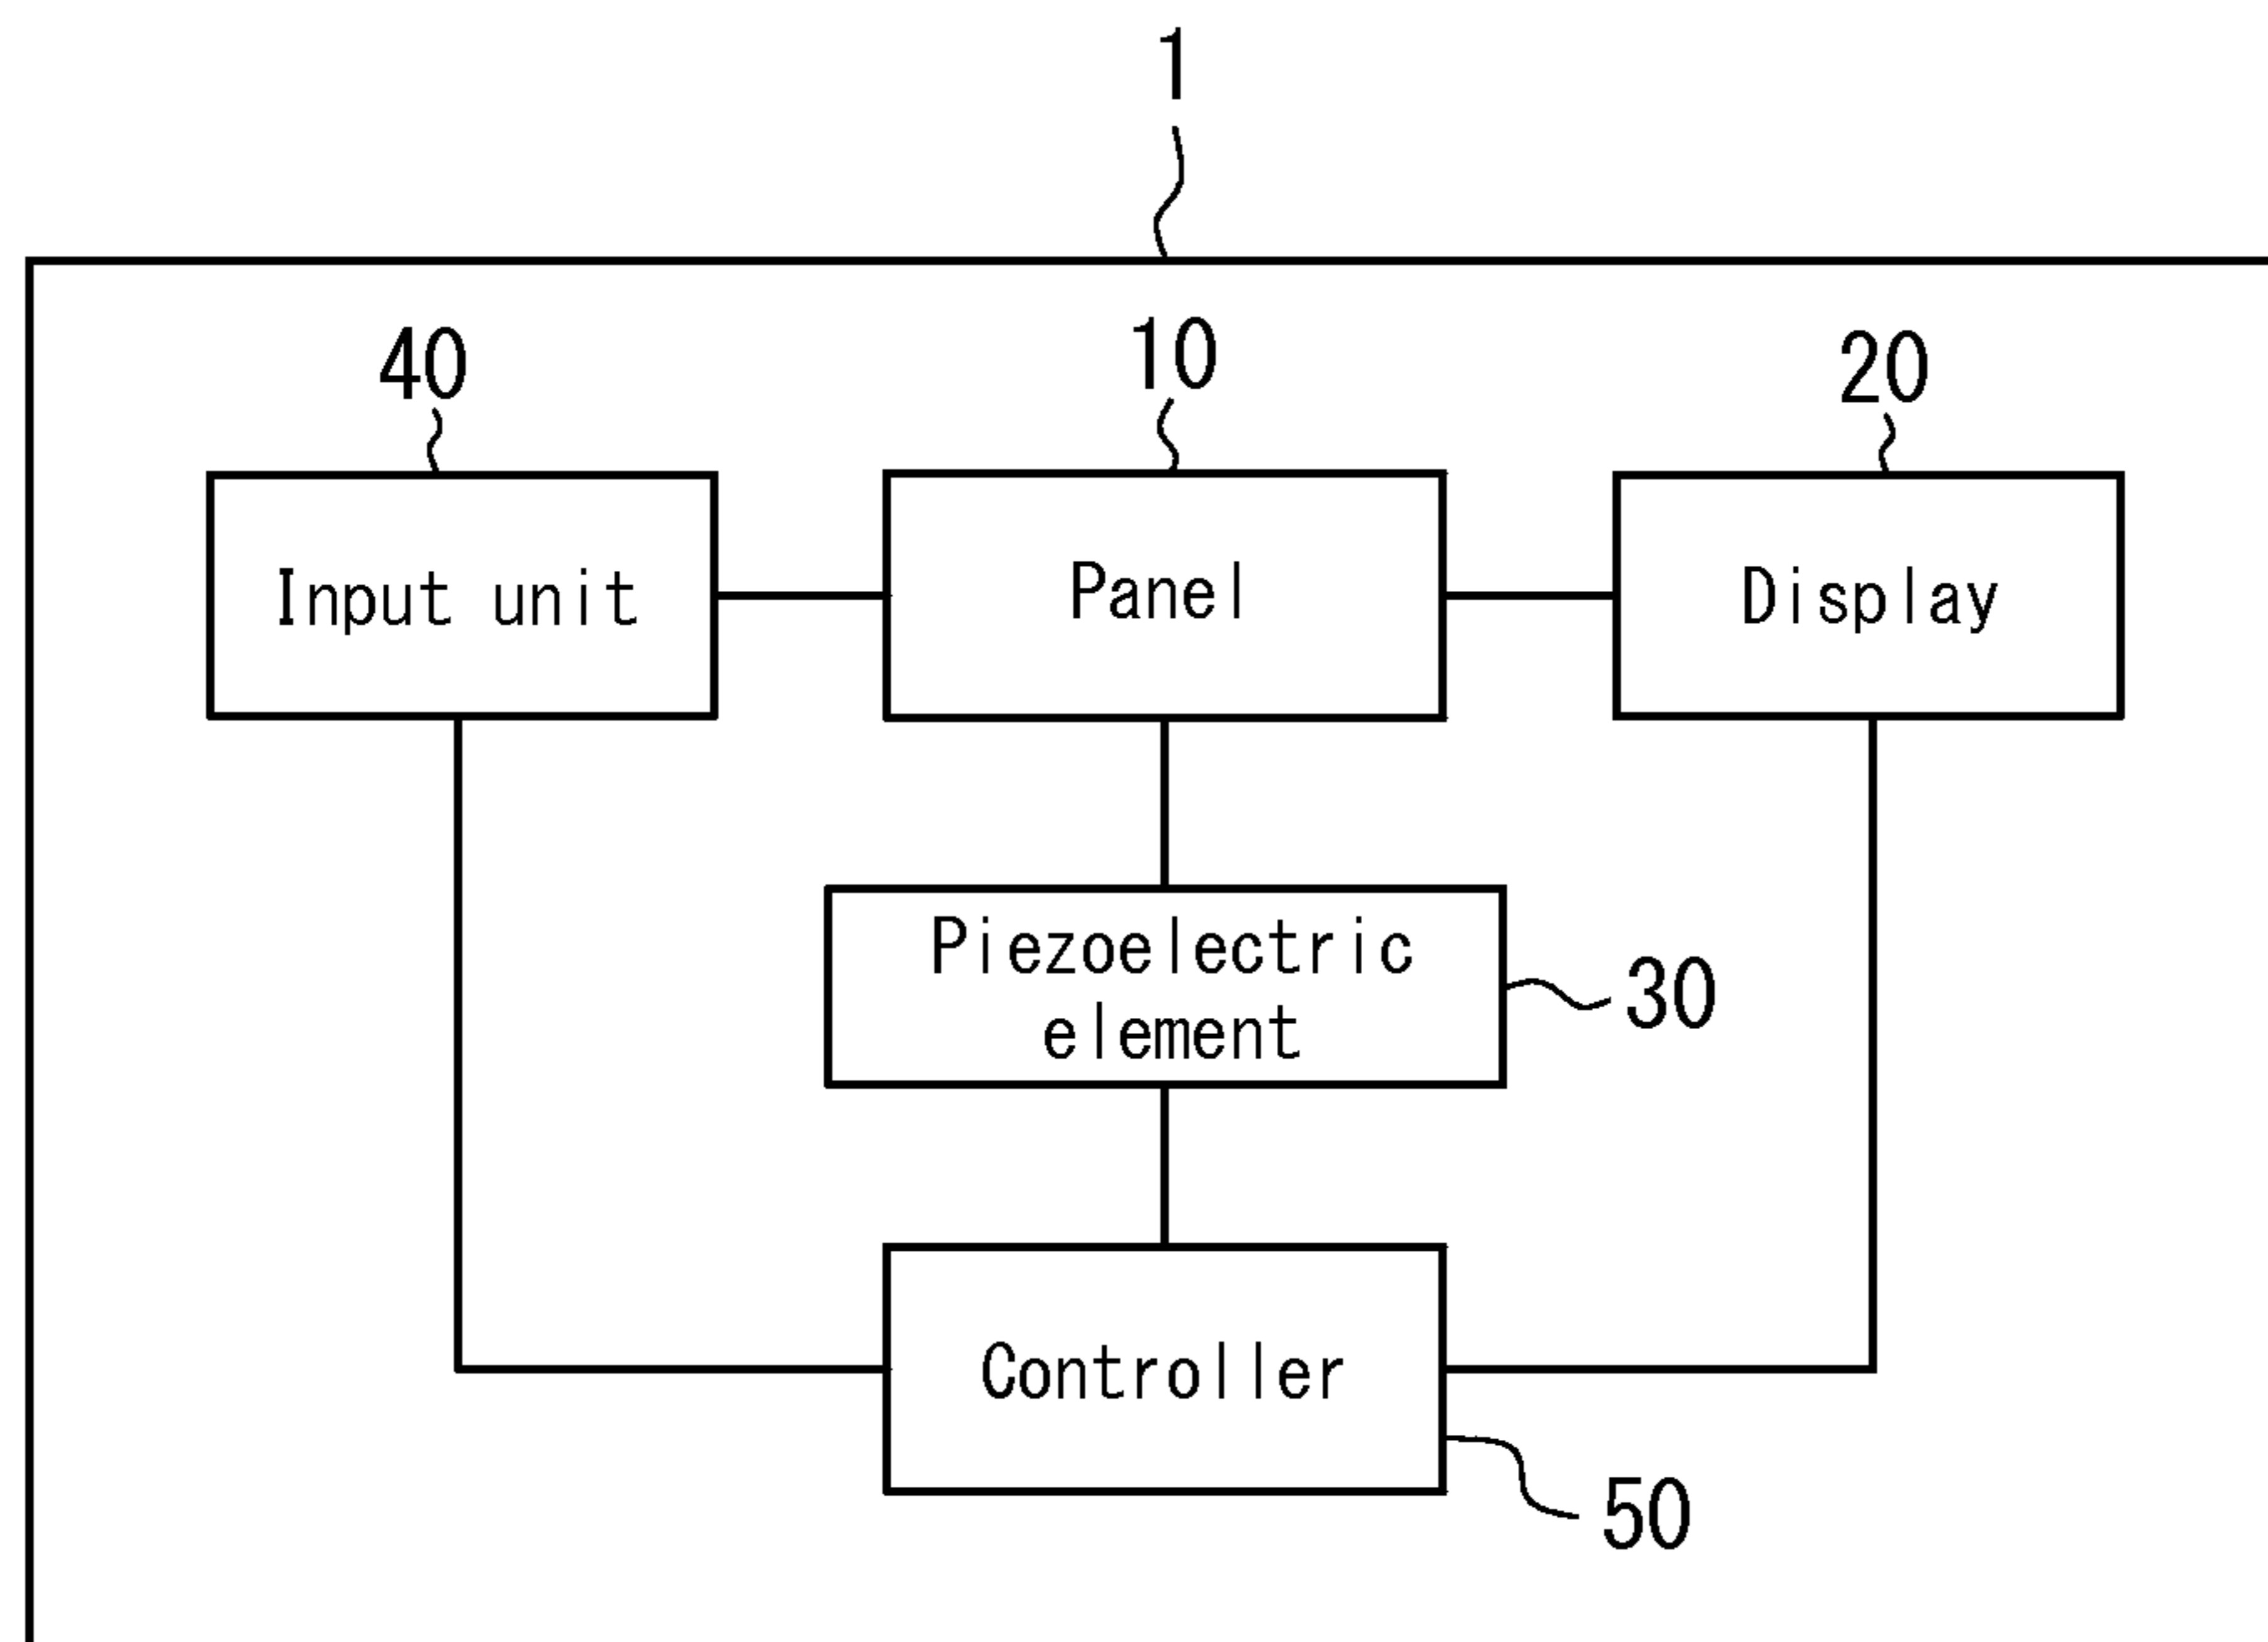 1
40
10
20
Input unit
Panel
Display
Piezoelectric
element
30
Controller
50